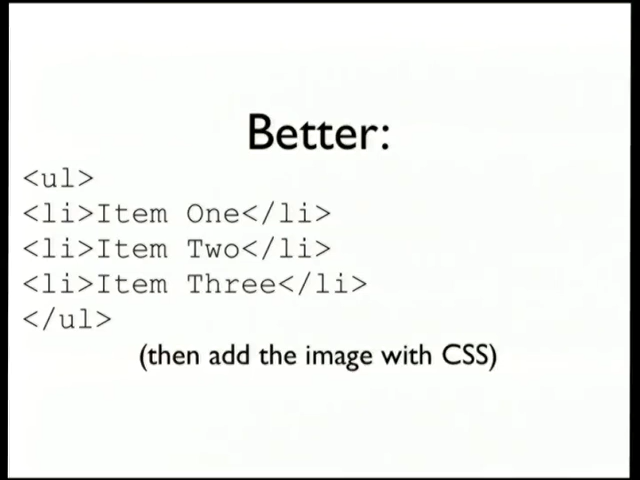 Better:
<ul>
<li>Item One</li>
<li>Item Two</li>
<li>Item Three</li>
</ul>
(then add the image with CSS)